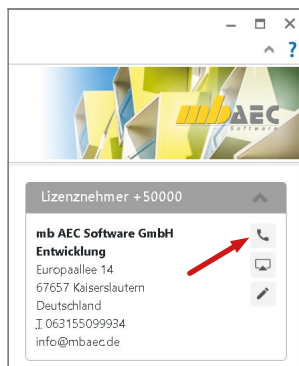 ?
mb AEC
Software
Lizenznehmer +50000
mb AEC Software GmbH
Entwicklung
Europaallee 14
67657 Kaiserslautern
Deutschland
T 063155099934
info@mbaec.de